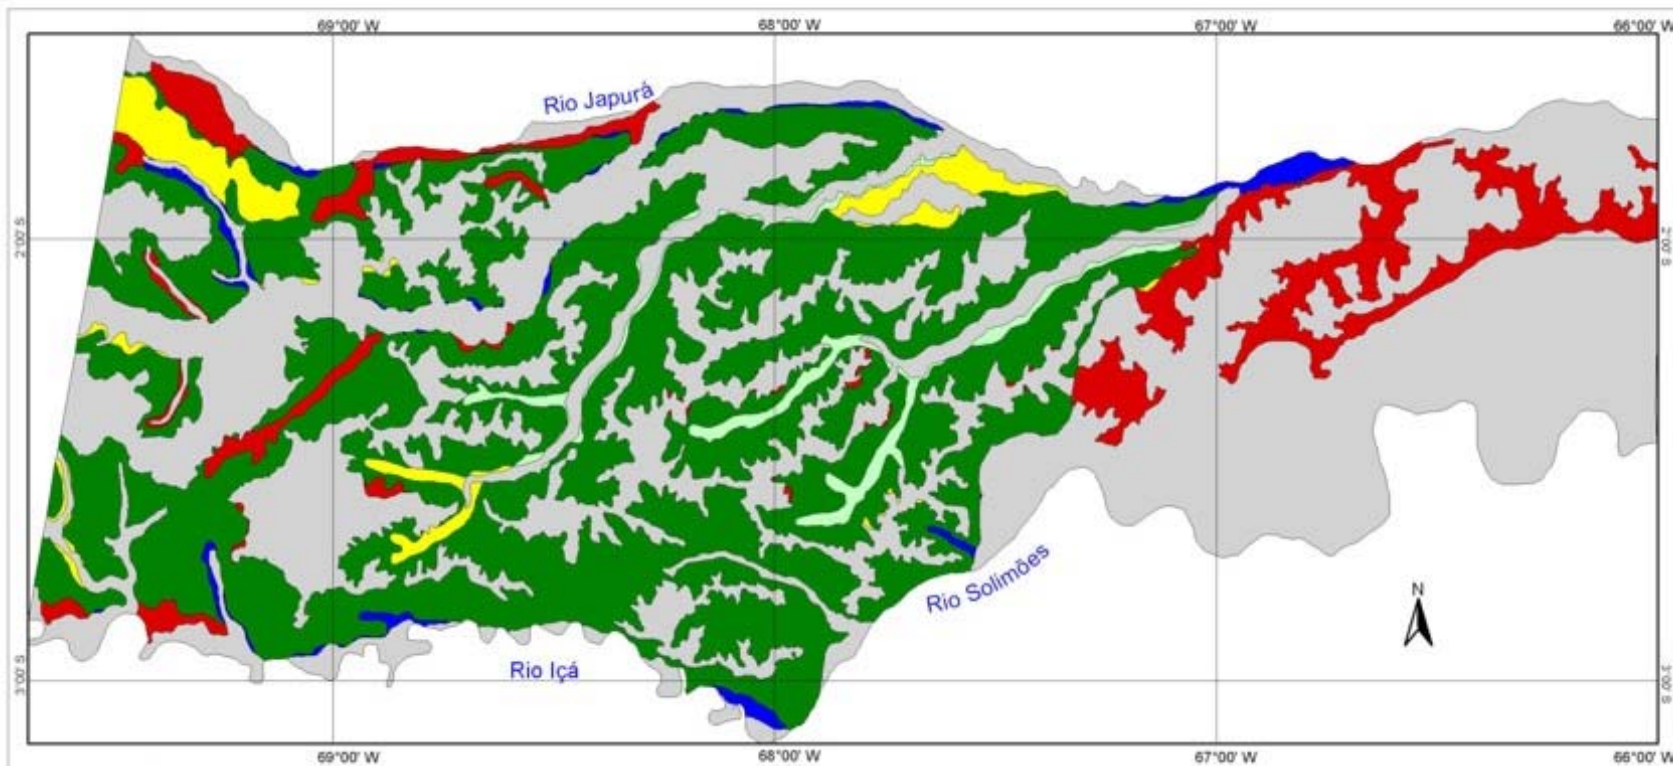 69°00' W
68°00' W
67°00' W
66°00' W
Rio Japurá
2°00' S
2°00' S
Rio Solimões
N
Rio Içá
3°00' S
3°00' S
69°00' W
68°00' W
67°00' W
66°00' W